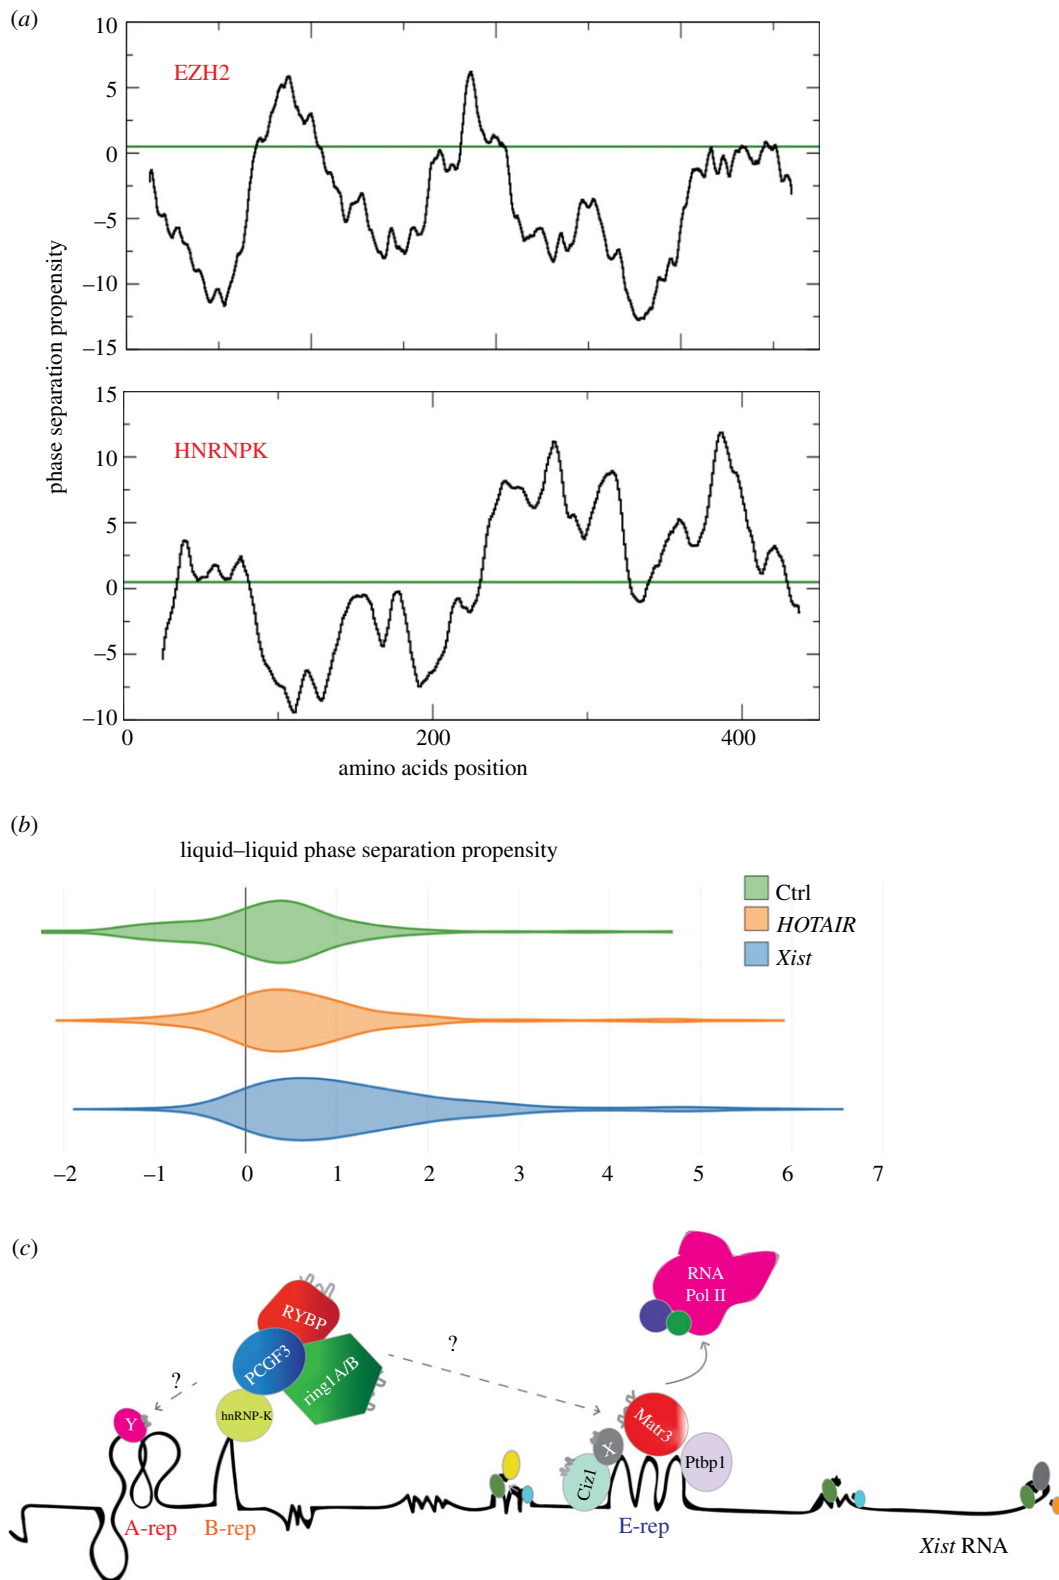 (a)
10
EZH2
5
0
–5
–10
–15
phase separation propensity
15
HNRNPK
10
5
0
–5
–10
0 200 400
amino acids position
(b)
liquid–liquid phase separation propensity
Ctrl
HOTAIR
Xist
–2 –1 0 1 2 3 4 5 6 7
(c)
RNA
Pol II
RYBP
PCGF3
ring1A/B
?
?
hnRNP-K
Y
X
Matr3
Ptbp1
Ciz1
A-rep B-rep E-rep
Xist RNA